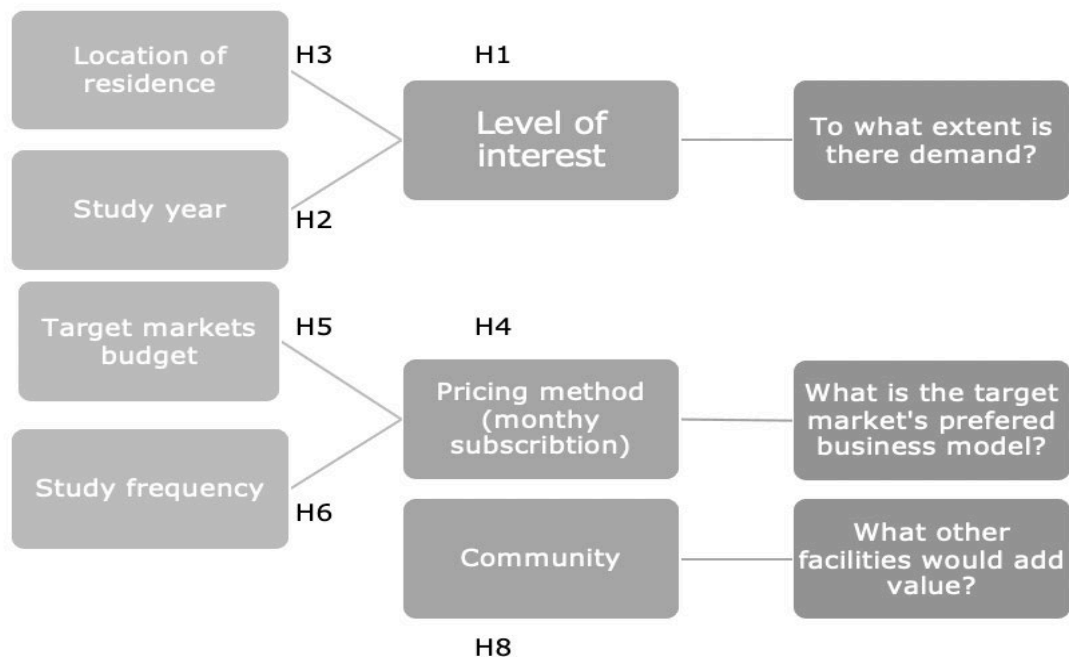 Location of
residence
H3
H1
Level of
interest
To what extent is
there demand?
Study year
H2
Target markets
budget
H5
H4
Pricing method
(monthy
subscribtion)
What is the target
market's prefered
business model?
Study frequency
H6
Community
What other
facilities would add
value?
H8